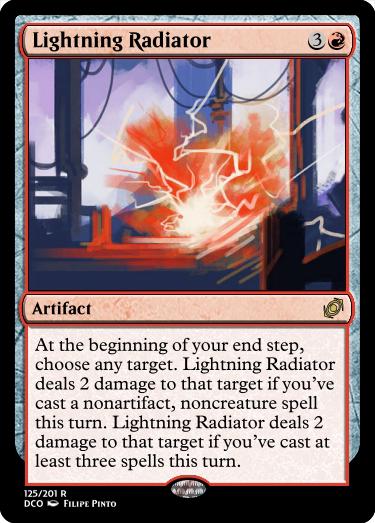 Lightning Radiator 3
Artifact
At the beginning of your end step,
choose any target. Lightning Radiator
deals 2 damage to that target if you've
cast a nonartifact, noncreature spell
this turn. Lightning Radiator deals 2
damage to that target if you've cast at
least three spells this turn.
125/201 R
DCO Filipe Pinto